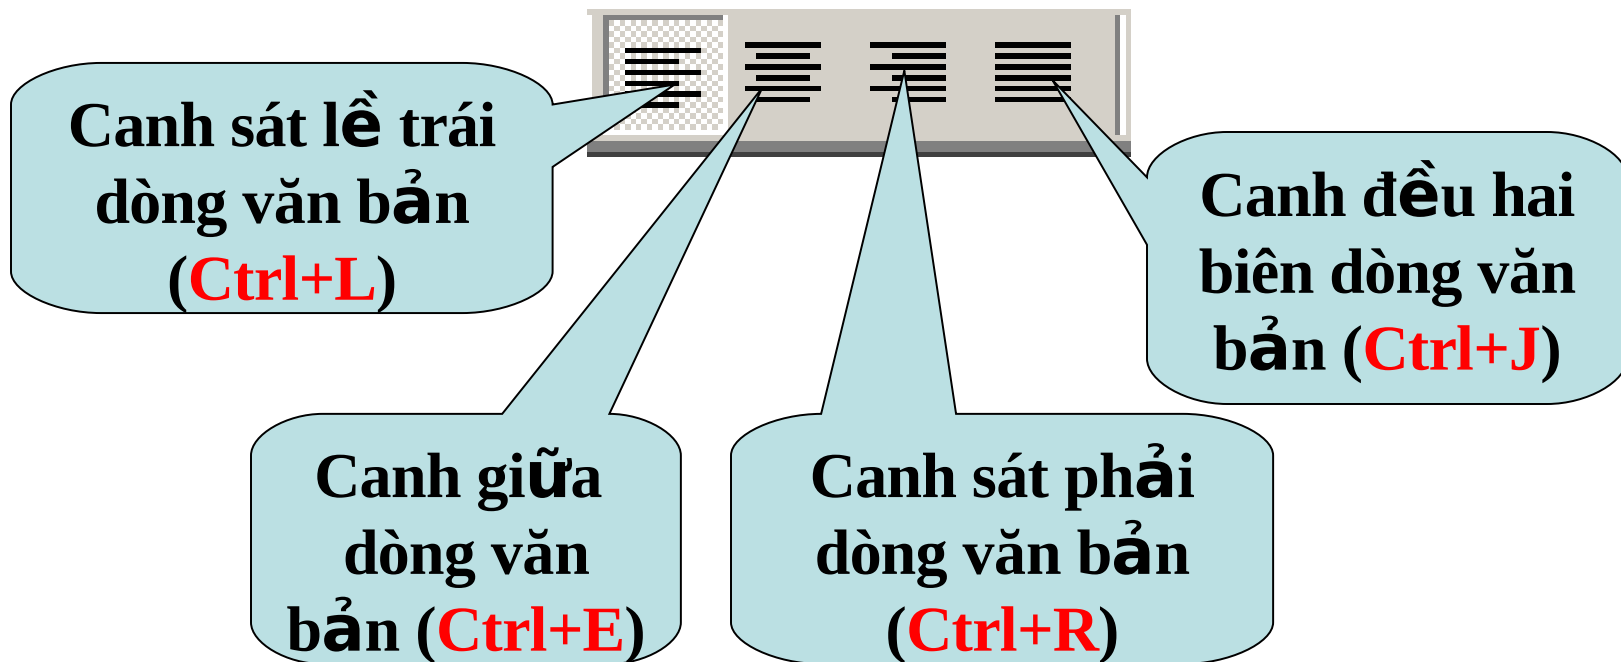 Canh sát lề trái
dòng văn bản
(Ctrl+L)
Canh đều hai
biên dòng văn
bản (Ctrl+J)
Canh giữa
dòng văn
bản (Ctrl+E)
Canh sát phải
dòng văn bản
(Ctrl+R)